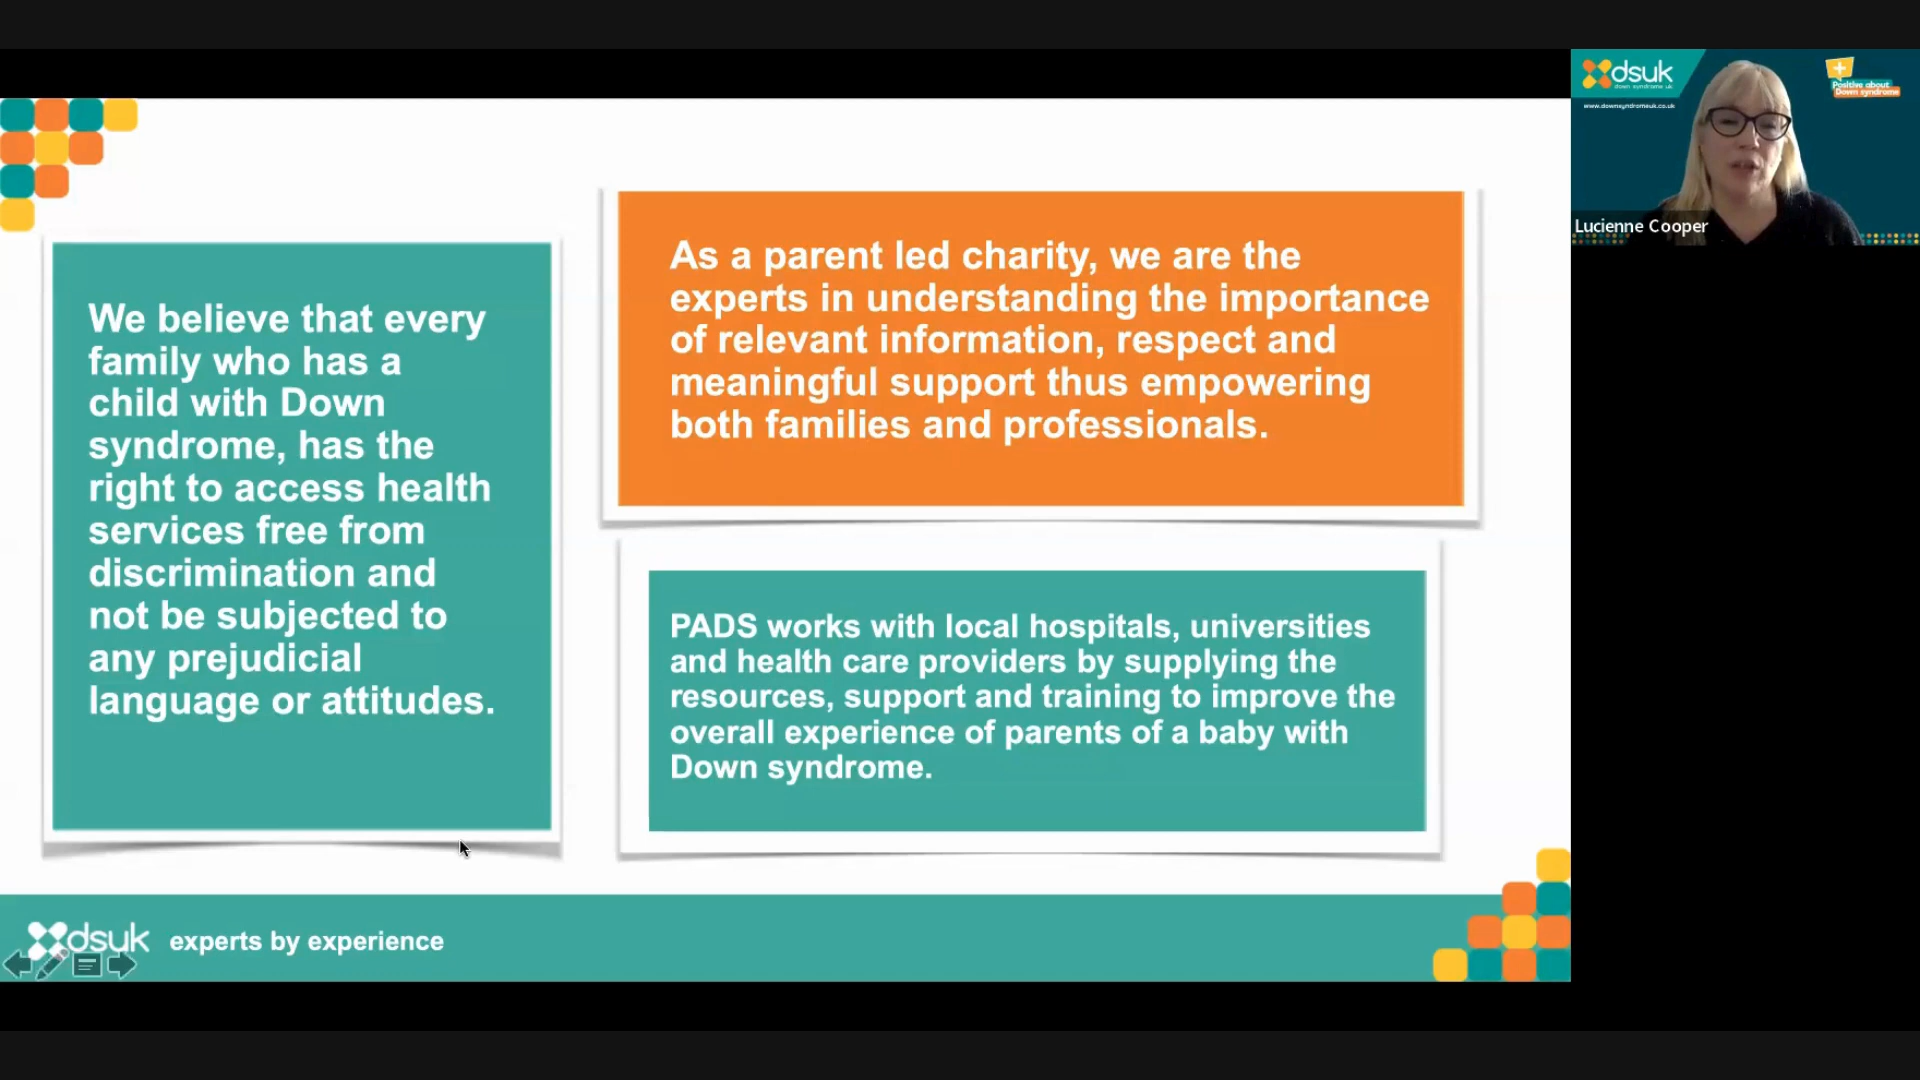 We believe that every
family who has a
child with Down
syndrome, has the
right to access health
services free from
discrimination and
not be subjected to
any prejudicial
language or attitudes.
As a parent led charity, we are the
experts in understanding the importance
of relevant information, respect and
meaningful support thus empowering
both families and professionals.
PADS works with local hospitals, universities
and health care providers by supplying the
resources, support and training to improve the
overall experience of parents of a baby with
Down syndrome.
dsuk experts by experience
dsuk
down syndrome uk
www.downsyndromeuk.co.uk
Positive about
Down syndrome
Lucienne Cooper